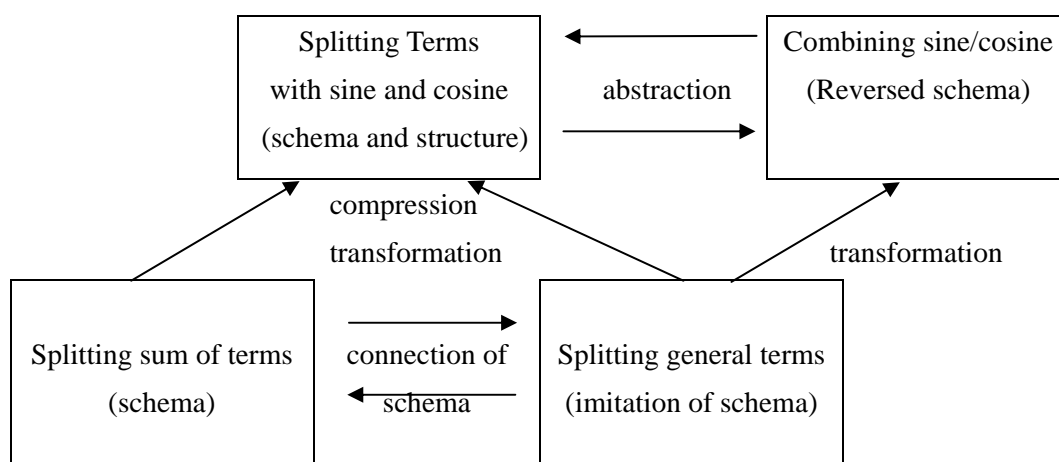 Splitting Terms
with sine and cosine
(schema and structure)
abstraction
Combining sine/cosine
(Reversed schema)
compression
transformation
transformation
Splitting sum of terms
(schema)
connection of
schema
Splitting general terms
(imitation of schema)